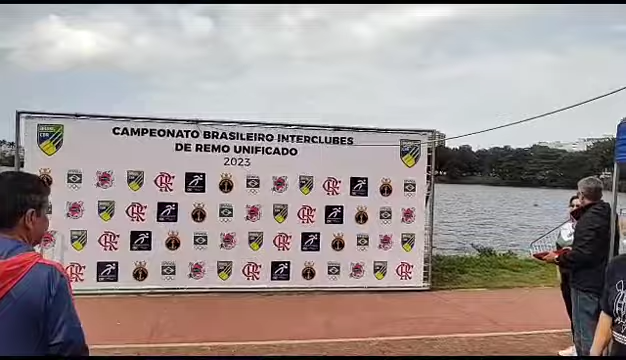 CAMPEONATO BRASILEIRO INTERCLUBES
DE REMO UNIFICADO
2023